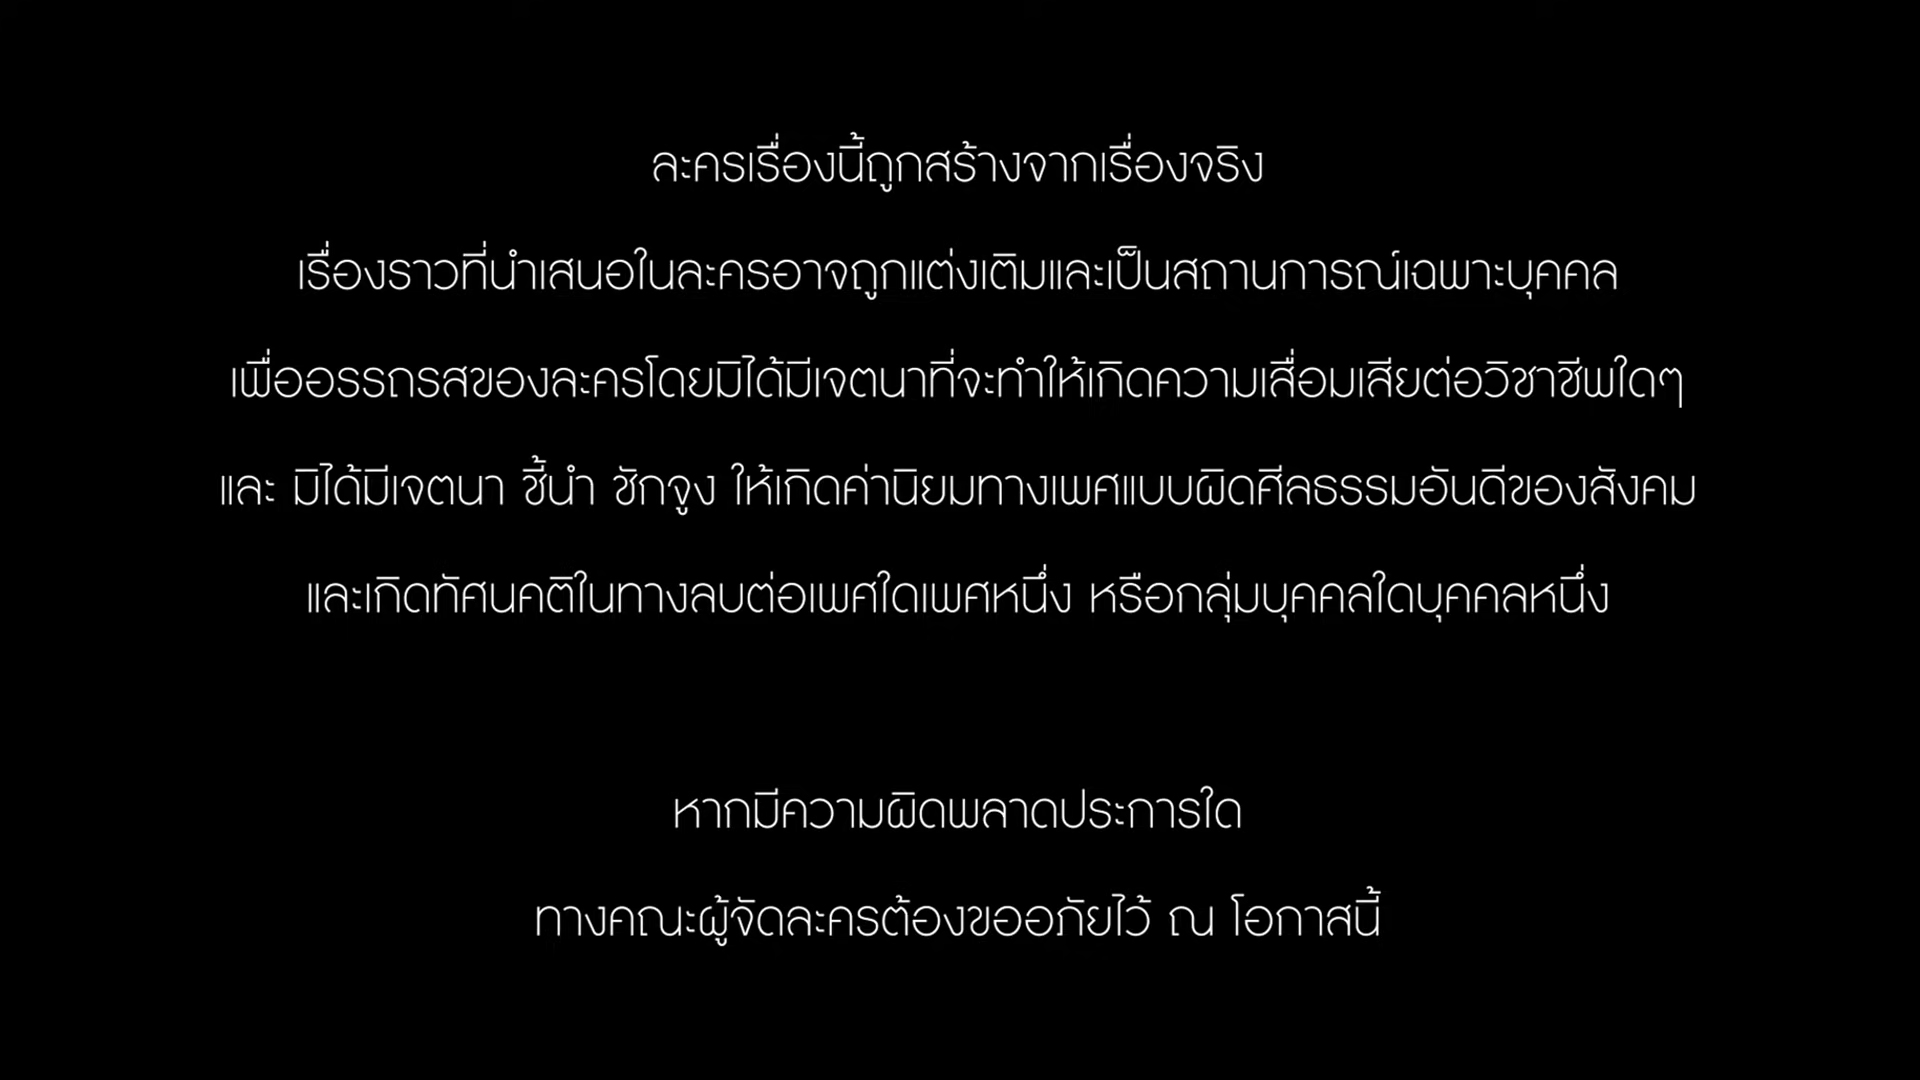 ละครเรื่องนี้ถูกสร้างจากเรื่องจริง
เรื่องราวที่นำเสนอในละครอาจถูกแต่งเติมและเป็นสถานการณ์เฉพาะบุคคล
เพื่ออรรถรสของละครโดยมิได้มีเจตนาที่จะทำให้เกิดความเสื่อมเสียต่อวิชาชีพใดๆ
และ มิได้มีเจตนา ชี้นำ ชักจูง ให้เกิดค่านิยมทางเพศแบบผิดศีลธรรมอันดีของสังคม
และเกิดทัศนคติในทางลบต่อเพศใดเพศหนึ่ง หรือกลุ่มบุคคลใดบุคคลหนึ่ง
หากมีความผิดพลาดประการใด
ทางคณะผู้จัดละครต้องขออภัยไว้ ณ โอกาสนี้